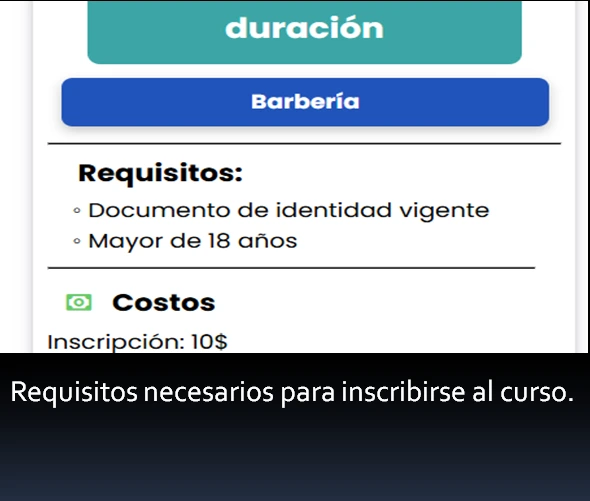 duración
Barbería
Requisitos:
◦ Documento de identidad vigente
◦ Mayor de 18 años
Costos
Inscripción: 10$
Requisitos necesarios para inscribirse al curso.